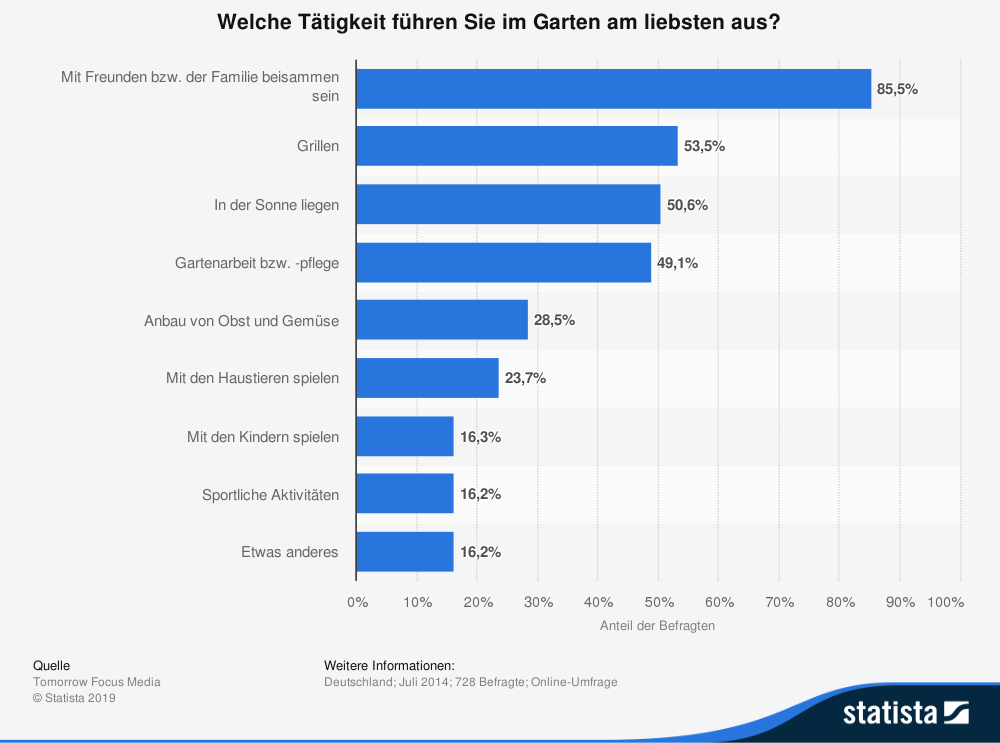 Welche Tätigkeit führen Sie im Garten am liebsten aus?
Mit Freunden bzw. der Familie beisammen
sein
85,5%
Grillen
53,5%
In der Sonne liegen
50,6%
Gartenarbeit bzw. -pflege
49,1%
Anbau von Obst und Gemüse
28,5%
Mit den Haustieren spielen
23,7%
Mit den Kindern spielen
16,3%
Sportliche Aktivitäten
16,2%
Etwas anderes
16,2%
0% 10% 20% 30% 40% 50% 60% 70% 80% 90% 100%
Anteil der Befragten
Quelle
Tomorrow Focus Media
© Statista 2019
Weitere Informationen:
Deutschland; Juli 2014; 728 Befragte; Online-Umfrage
statista